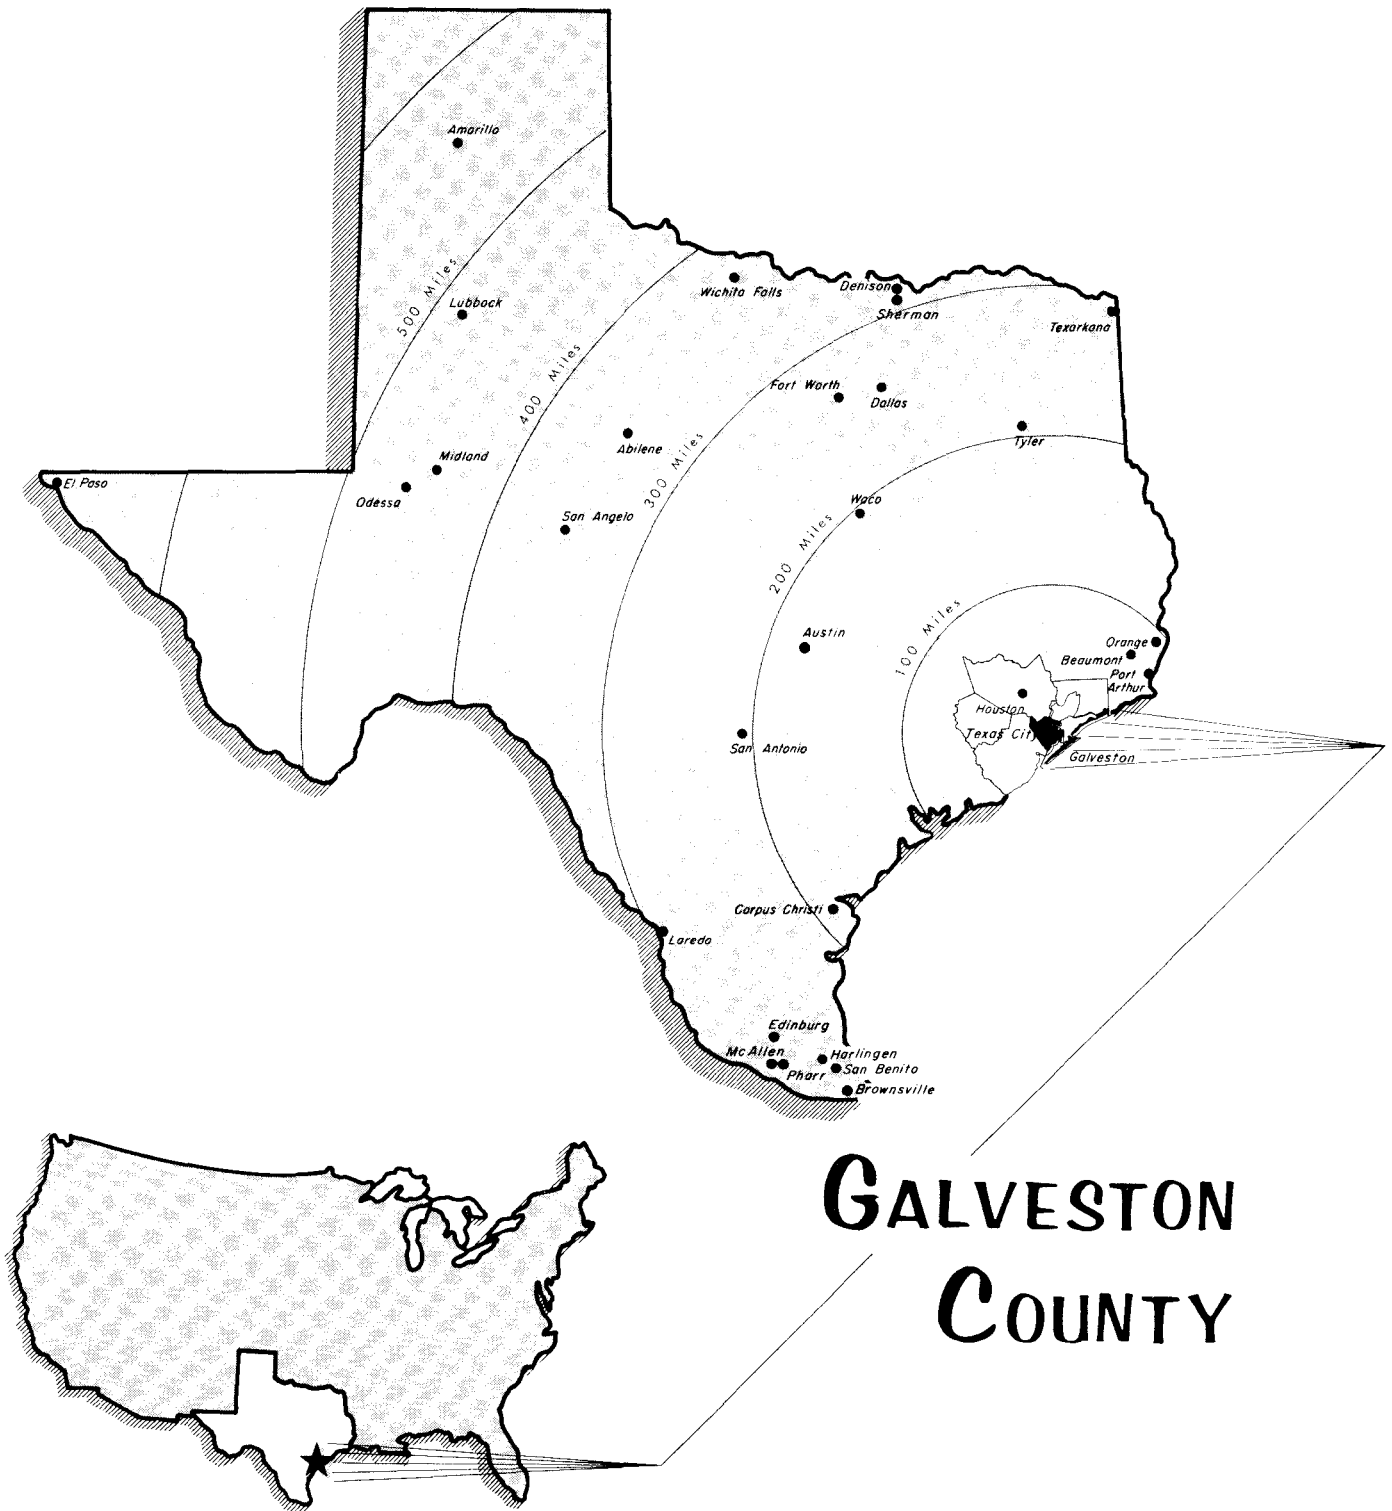 Amarillo
500 Miles
Lubbock
Wichita Falls
Denison
Sherman
Texarkana
400 Miles
Fort Worth
Dallas
Abilene
Tyler
300 Miles
Midland
El Paso
Odessa
San Angelo
Waco
200 Miles
Austin
100 Miles
Orange
Beaumont
Port
Arthur
Houston
Texas City
San Antonio
Galveston
Corpus Christi
Laredo
Edinburg
McAllen
Harlingen
Pharr
San Benito
Brownsville
GALVESTON
COUNTY